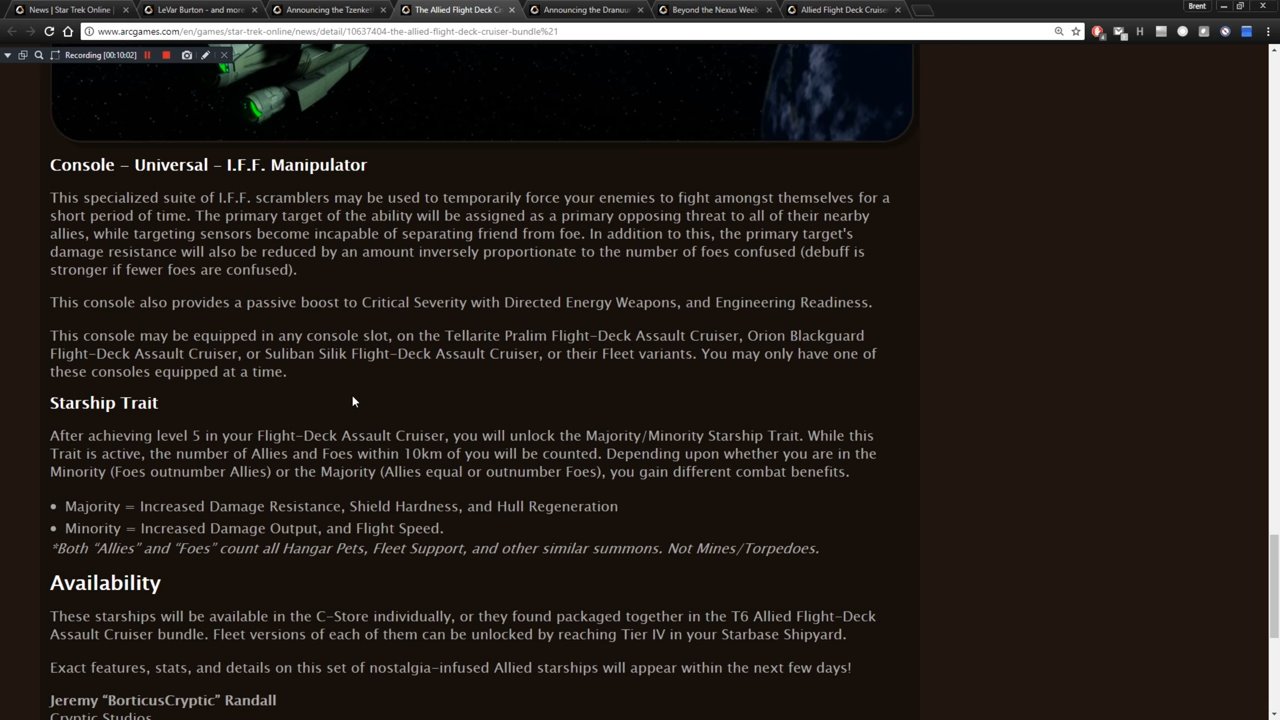 News | Star Trek Online |
LeVar Burton - and more
Announcing the Tzenketh
The Allied Flight Deck C
Announcing the Dranuu
Beyond the Nexus Week
Allied Flight Deck Cruise
Brent
www.arcgames.com/en/games/star-trek-online/news/detail/10637404-the-allied-flight-deck-cruiser-bundle%21
Recording [00:10:02]
Console – Universal – I.F.F. Manipulator
This specialized suite of I.F.F. scramblers may be used to temporarily force your enemies to fight amongst themselves for a
short period of time. The primary target of the ability will be assigned as a primary opposing threat to all of their nearby
allies, while targeting sensors become incapable of separating friend from foe. In addition to this, the primary target's
damage resistance will also be reduced by an amount inversely proportionate to the number of foes confused (debuff is
stronger if fewer foes are confused).
This console also provides a passive boost to Critical Severity with Directed Energy Weapons, and Engineering Readiness.
This console may be equipped in any console slot, on the Tellarite Pralim Flight-Deck Assault Cruiser, Orion Blackguard
Flight-Deck Assault Cruiser, or Suliban Silik Flight-Deck Assault Cruiser, or their Fleet variants. You may only have one of
these consoles equipped at a time.
Starship Trait
After achieving level 5 in your Flight-Deck Assault Cruiser, you will unlock the Majority/Minority Starship Trait. While this
Trait is active, the number of Allies and Foes within 10km of you will be counted. Depending upon whether you are in the
Minority (Foes outnumber Allies) or the Majority (Allies equal or outnumber Foes), you gain different combat benefits.
• Majority = Increased Damage Resistance, Shield Hardness, and Hull Regeneration
• Minority = Increased Damage Output, and Flight Speed.
*Both “Allies” and “Foes” count all Hangar Pets, Fleet Support, and other similar summons. Not Mines/Torpedoes.
Availability
These starships will be available in the C-Store individually, or they found packaged together in the T6 Allied Flight-Deck
Assault Cruiser bundle. Fleet versions of each of them can be unlocked by reaching Tier IV in your Starbase Shipyard.
Exact features, stats, and details on this set of nostalgia-infused Allied starships will appear within the next few days!
Jeremy “BorticusCryptic” Randall
Cryptic Studios